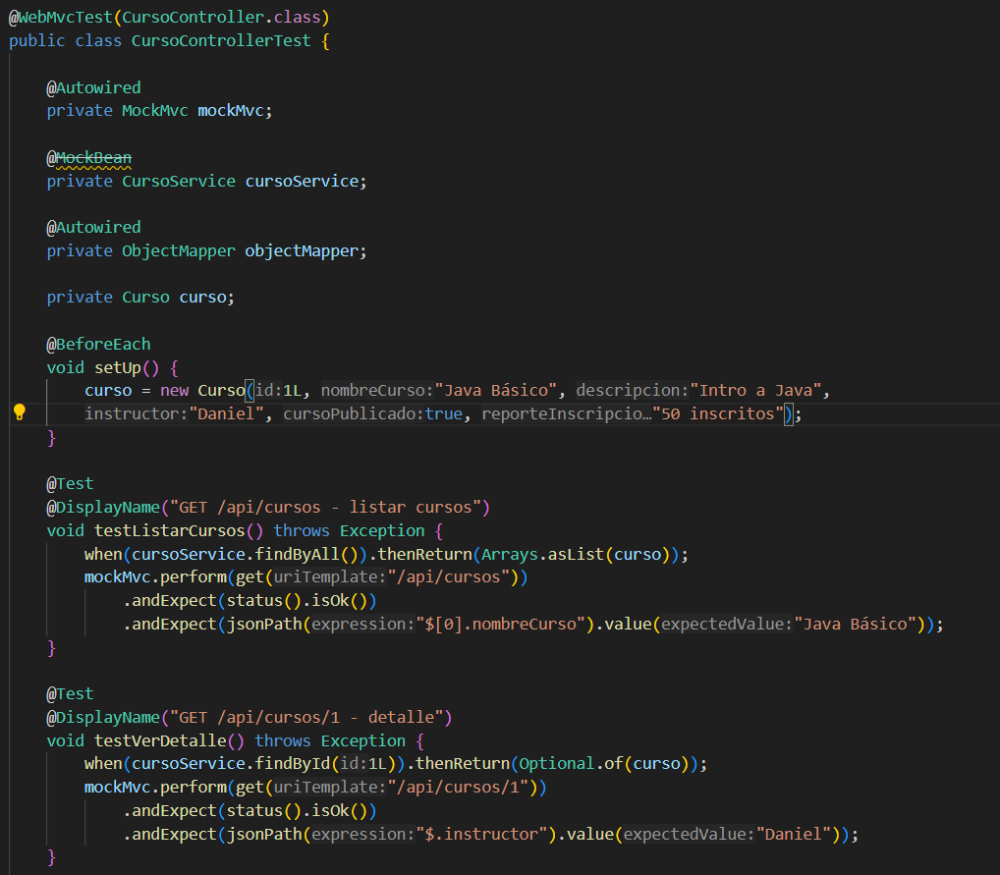 @WebMvcTest(CursoController.class)
public class CursoControllerTest {
@Autowired
private MockMvc mockMvc;
@MockBean
private CursoService cursoService;
@Autowired
private ObjectMapper objectMapper;
private Curso curso;
@BeforeEach
void setUp() {
curso = new Curso(id:1L, nombreCurso:"Java Básico", descripcion:"Intro a Java",
instructor:"Daniel", cursoPublicado:true, reporteInscripcio…"50 inscritos");
}
@Test
@DisplayName("GET /api/cursos - listar cursos")
void testListarCursos() throws Exception {
when(cursoService.findByAll()).thenReturn(Arrays.asList(curso));
mockMvc.perform(get(uriTemplate:"/api/cursos"))
.andExpect(status().isOk())
.andExpect(jsonPath(expression:"$[0].nombreCurso").value(expectedValue:"Java Básico"));
}
@Test
@DisplayName("GET /api/cursos/1 - detalle")
void testVerDetalle() throws Exception {
when(cursoService.findById(id:1L)).thenReturn(Optional.of(curso));
mockMvc.perform(get(uriTemplate:"/api/cursos/1"))
.andExpect(status().isOk())
.andExpect(jsonPath(expression:"$.instructor").value(expectedValue:"Daniel"));
}